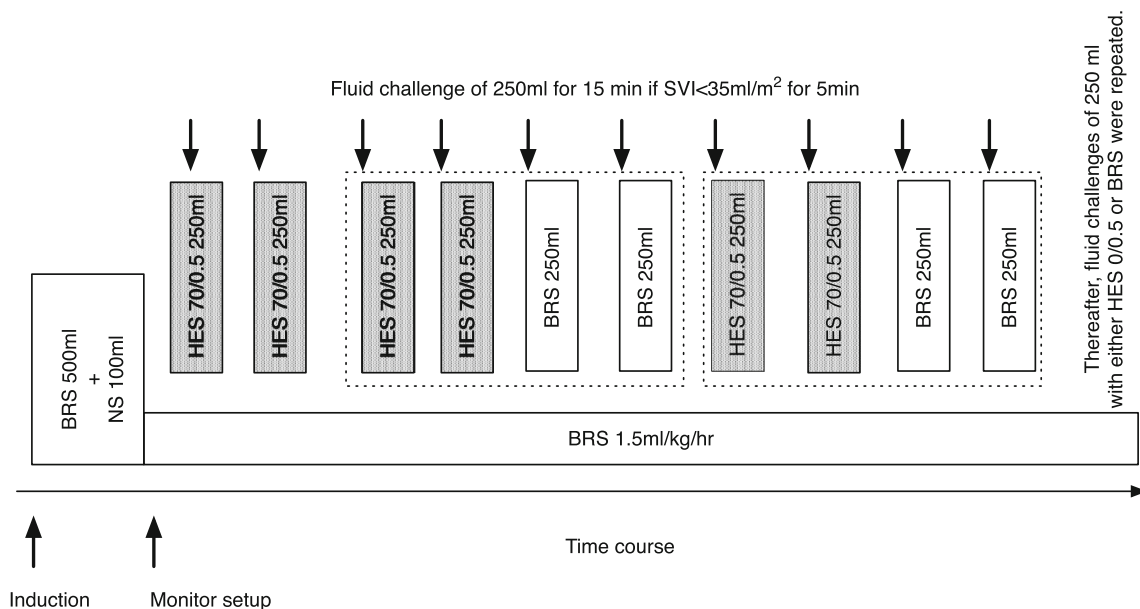 Fluid challenge of 250ml for 15 min if SVI<35ml/m² for 5min
BRS 500ml
+
NS 100ml
HES 70/0.5 250ml
HES 70/0.5 250ml
HES 70/0.5 250ml
HES 70/0.5 250ml
BRS 250ml
BRS 250ml
HES 70/0.5 250ml
HES 70/0.5 250ml
BRS 250ml
BRS 250ml
Thereafter, fluid challenges of 250 ml
with either HES 0/0.5 or BRS were repeated.
BRS 1.5ml/kg/hr
Time course
Induction
Monitor setup